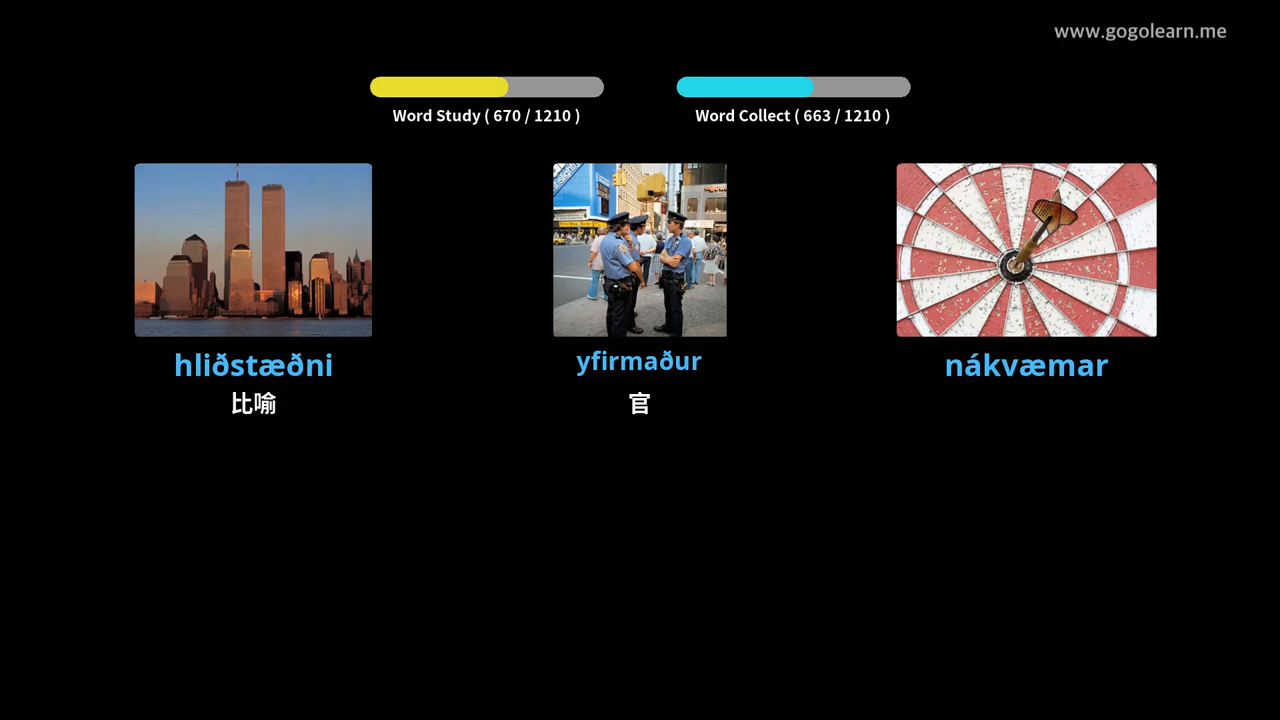 www.gogolearn.me
Word Study ( 670 / 1210 )
Word Collect ( 663 / 1210 )
hliðstæðni
yfirmaður
nákvæmar
比喻
官